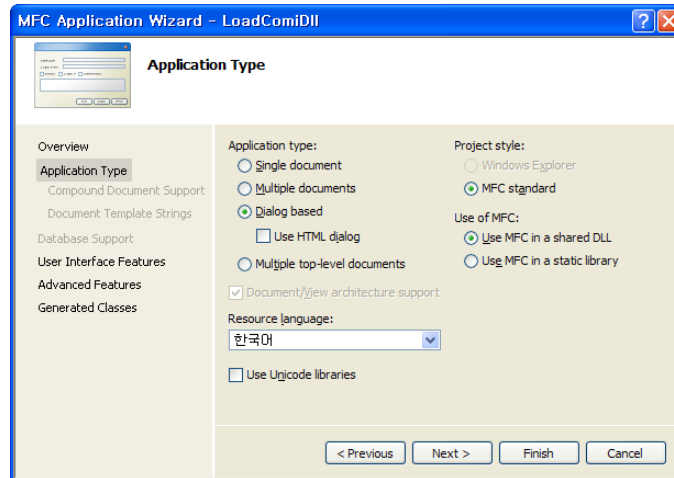 MFC Application Wizard - LoadComiDll
Application Type
Overview
Application Type
Compound Document Support
Document Template Strings
Database Support
User Interface Features
Advanced Features
Generated Classes
Application type:
Single document
Multiple documents
Dialog based
Use HTML dialog
Multiple top-level documents
Document/View architecture support
Resource language:
한국어
Use Unicode libraries
Project style:
Windows Explorer
MFC standard
Use of MFC:
Use MFC in a shared DLL
Use MFC in a static library
< Previous
Next >
Finish
Cancel